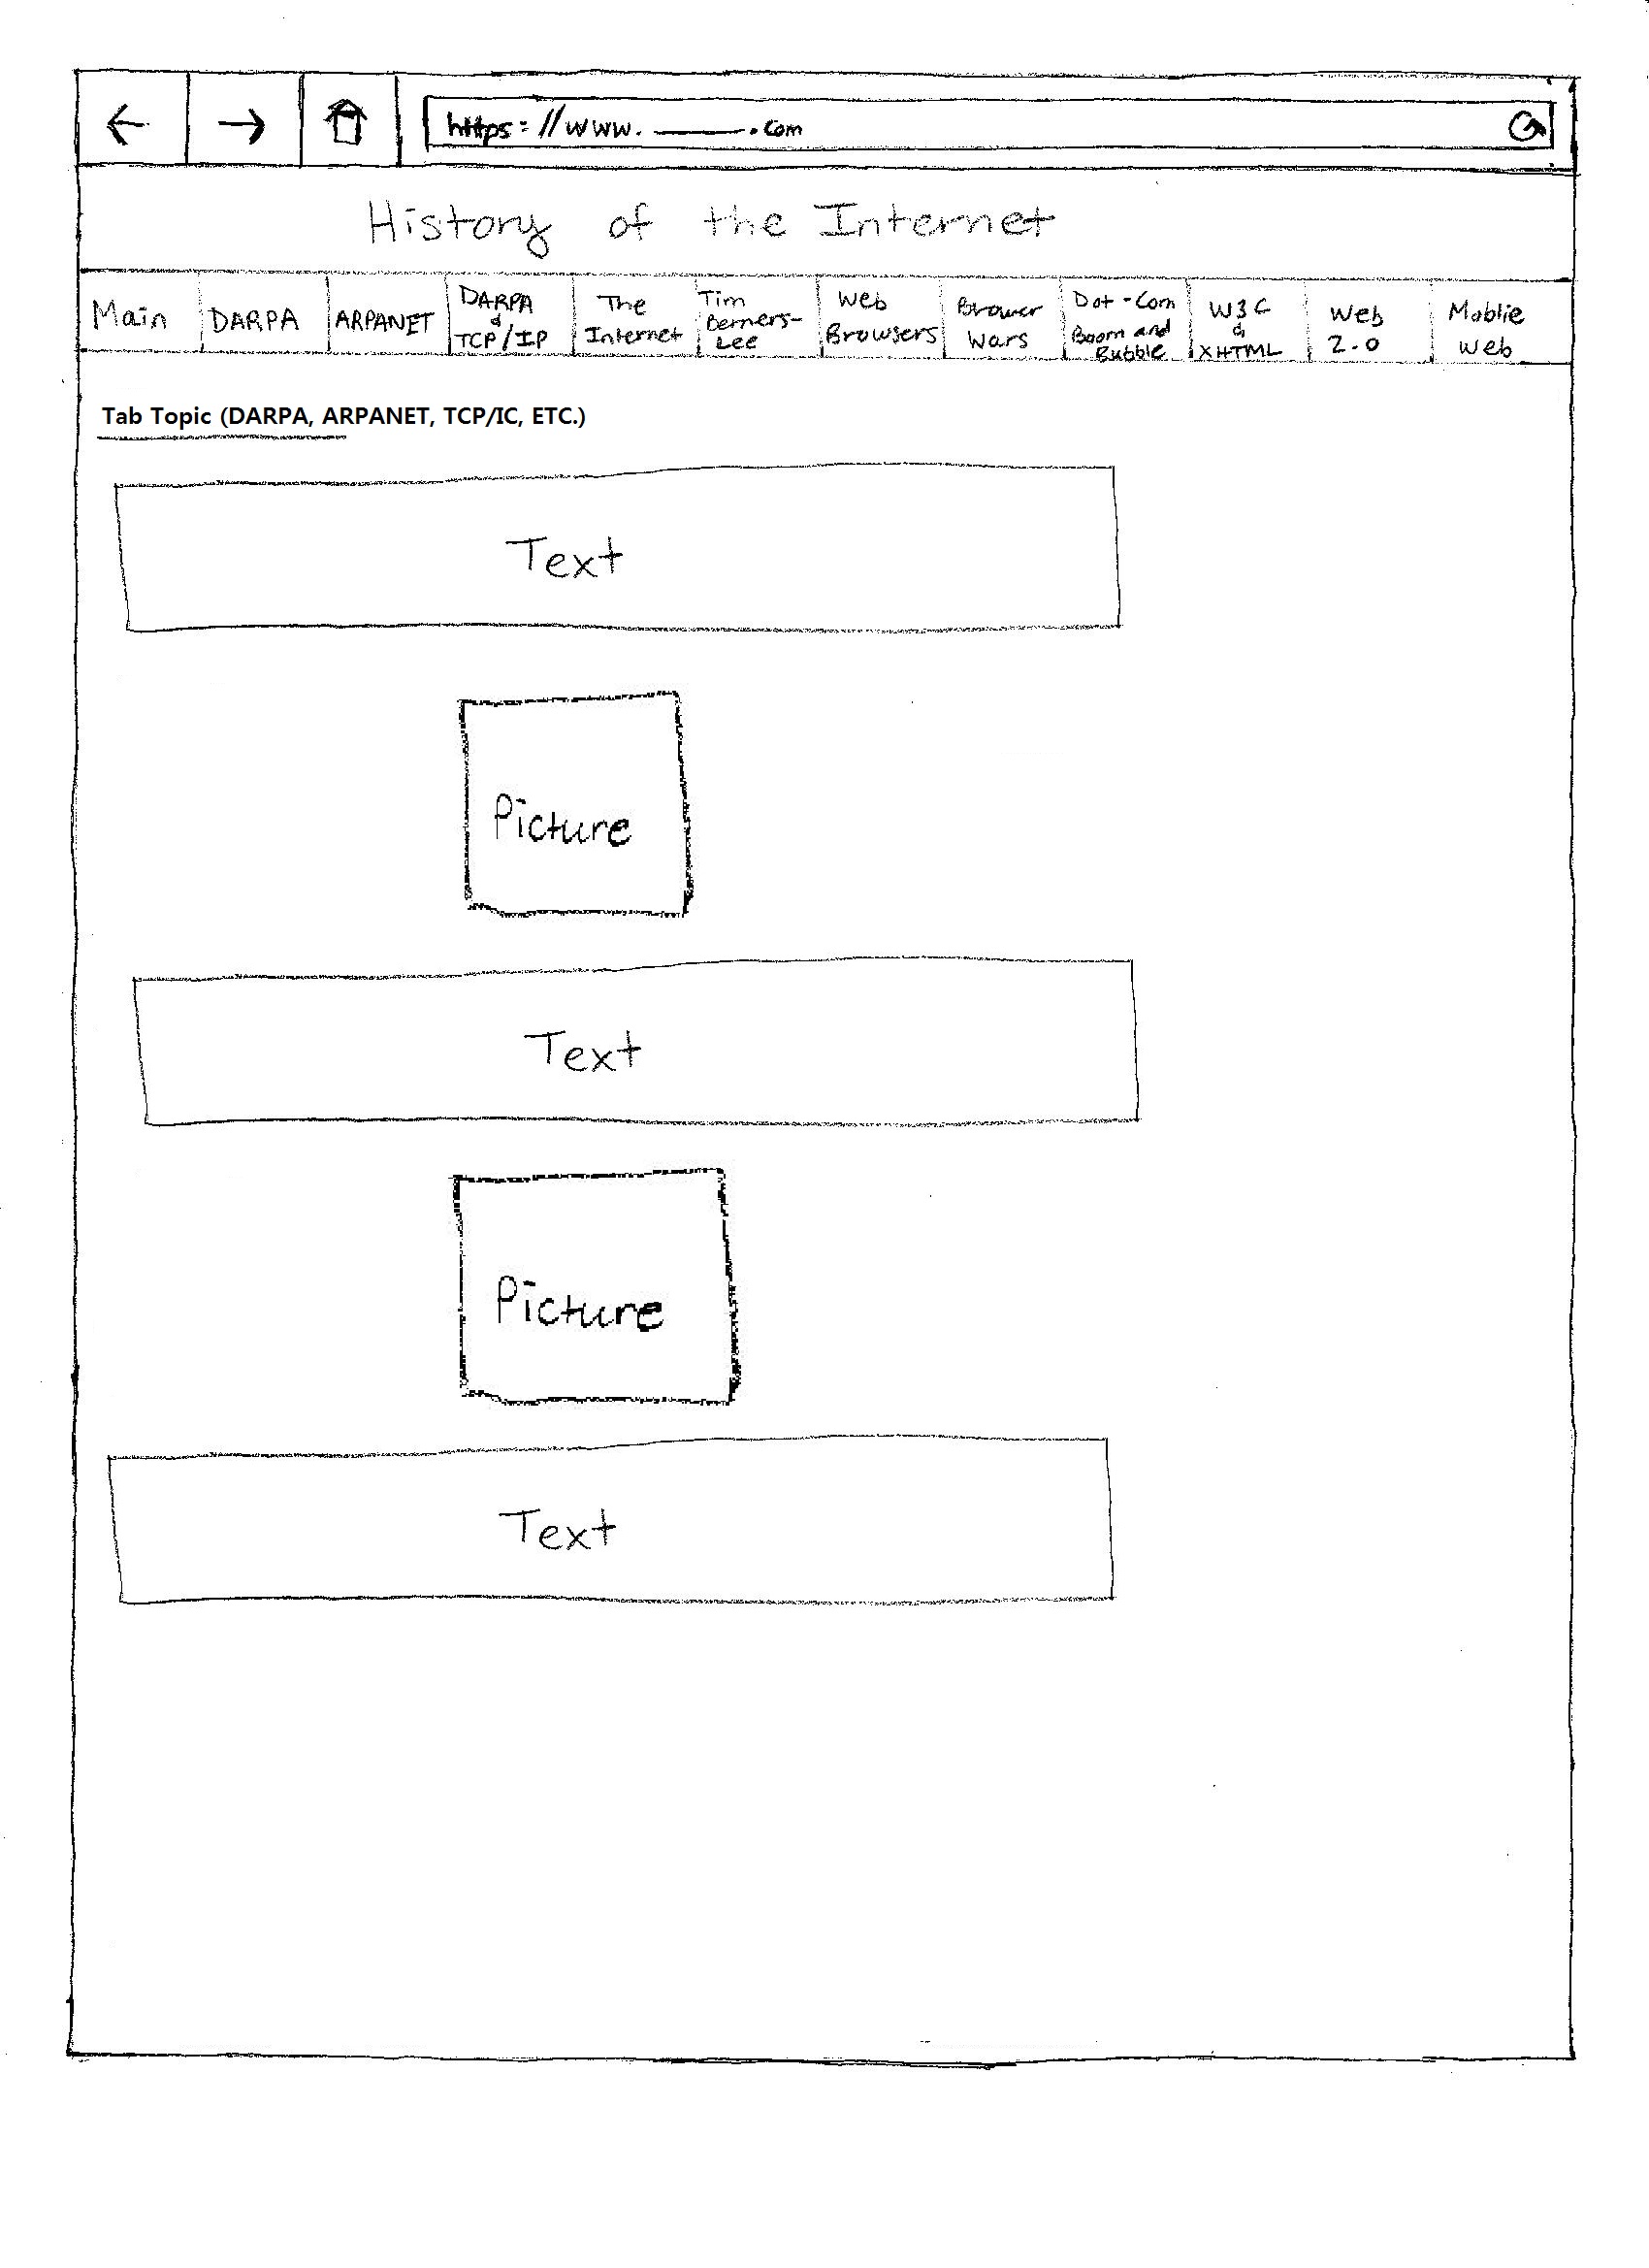 https://www.______.com
History of the Internet
Main
DARPA
ARPANET
DARPA
&
TCP/IP
The
Internet
Tim
Berners-
Lee
Web
Browsers
Brower
Wars
Dot-Com
Boom and
Bubble
W3C
&
XHTML
Web
2.0
Moblie
Web
Tab Topic (DARPA, ARPANET, TCP/IC, ETC.)
Text
Picture
Text
Picture
Text